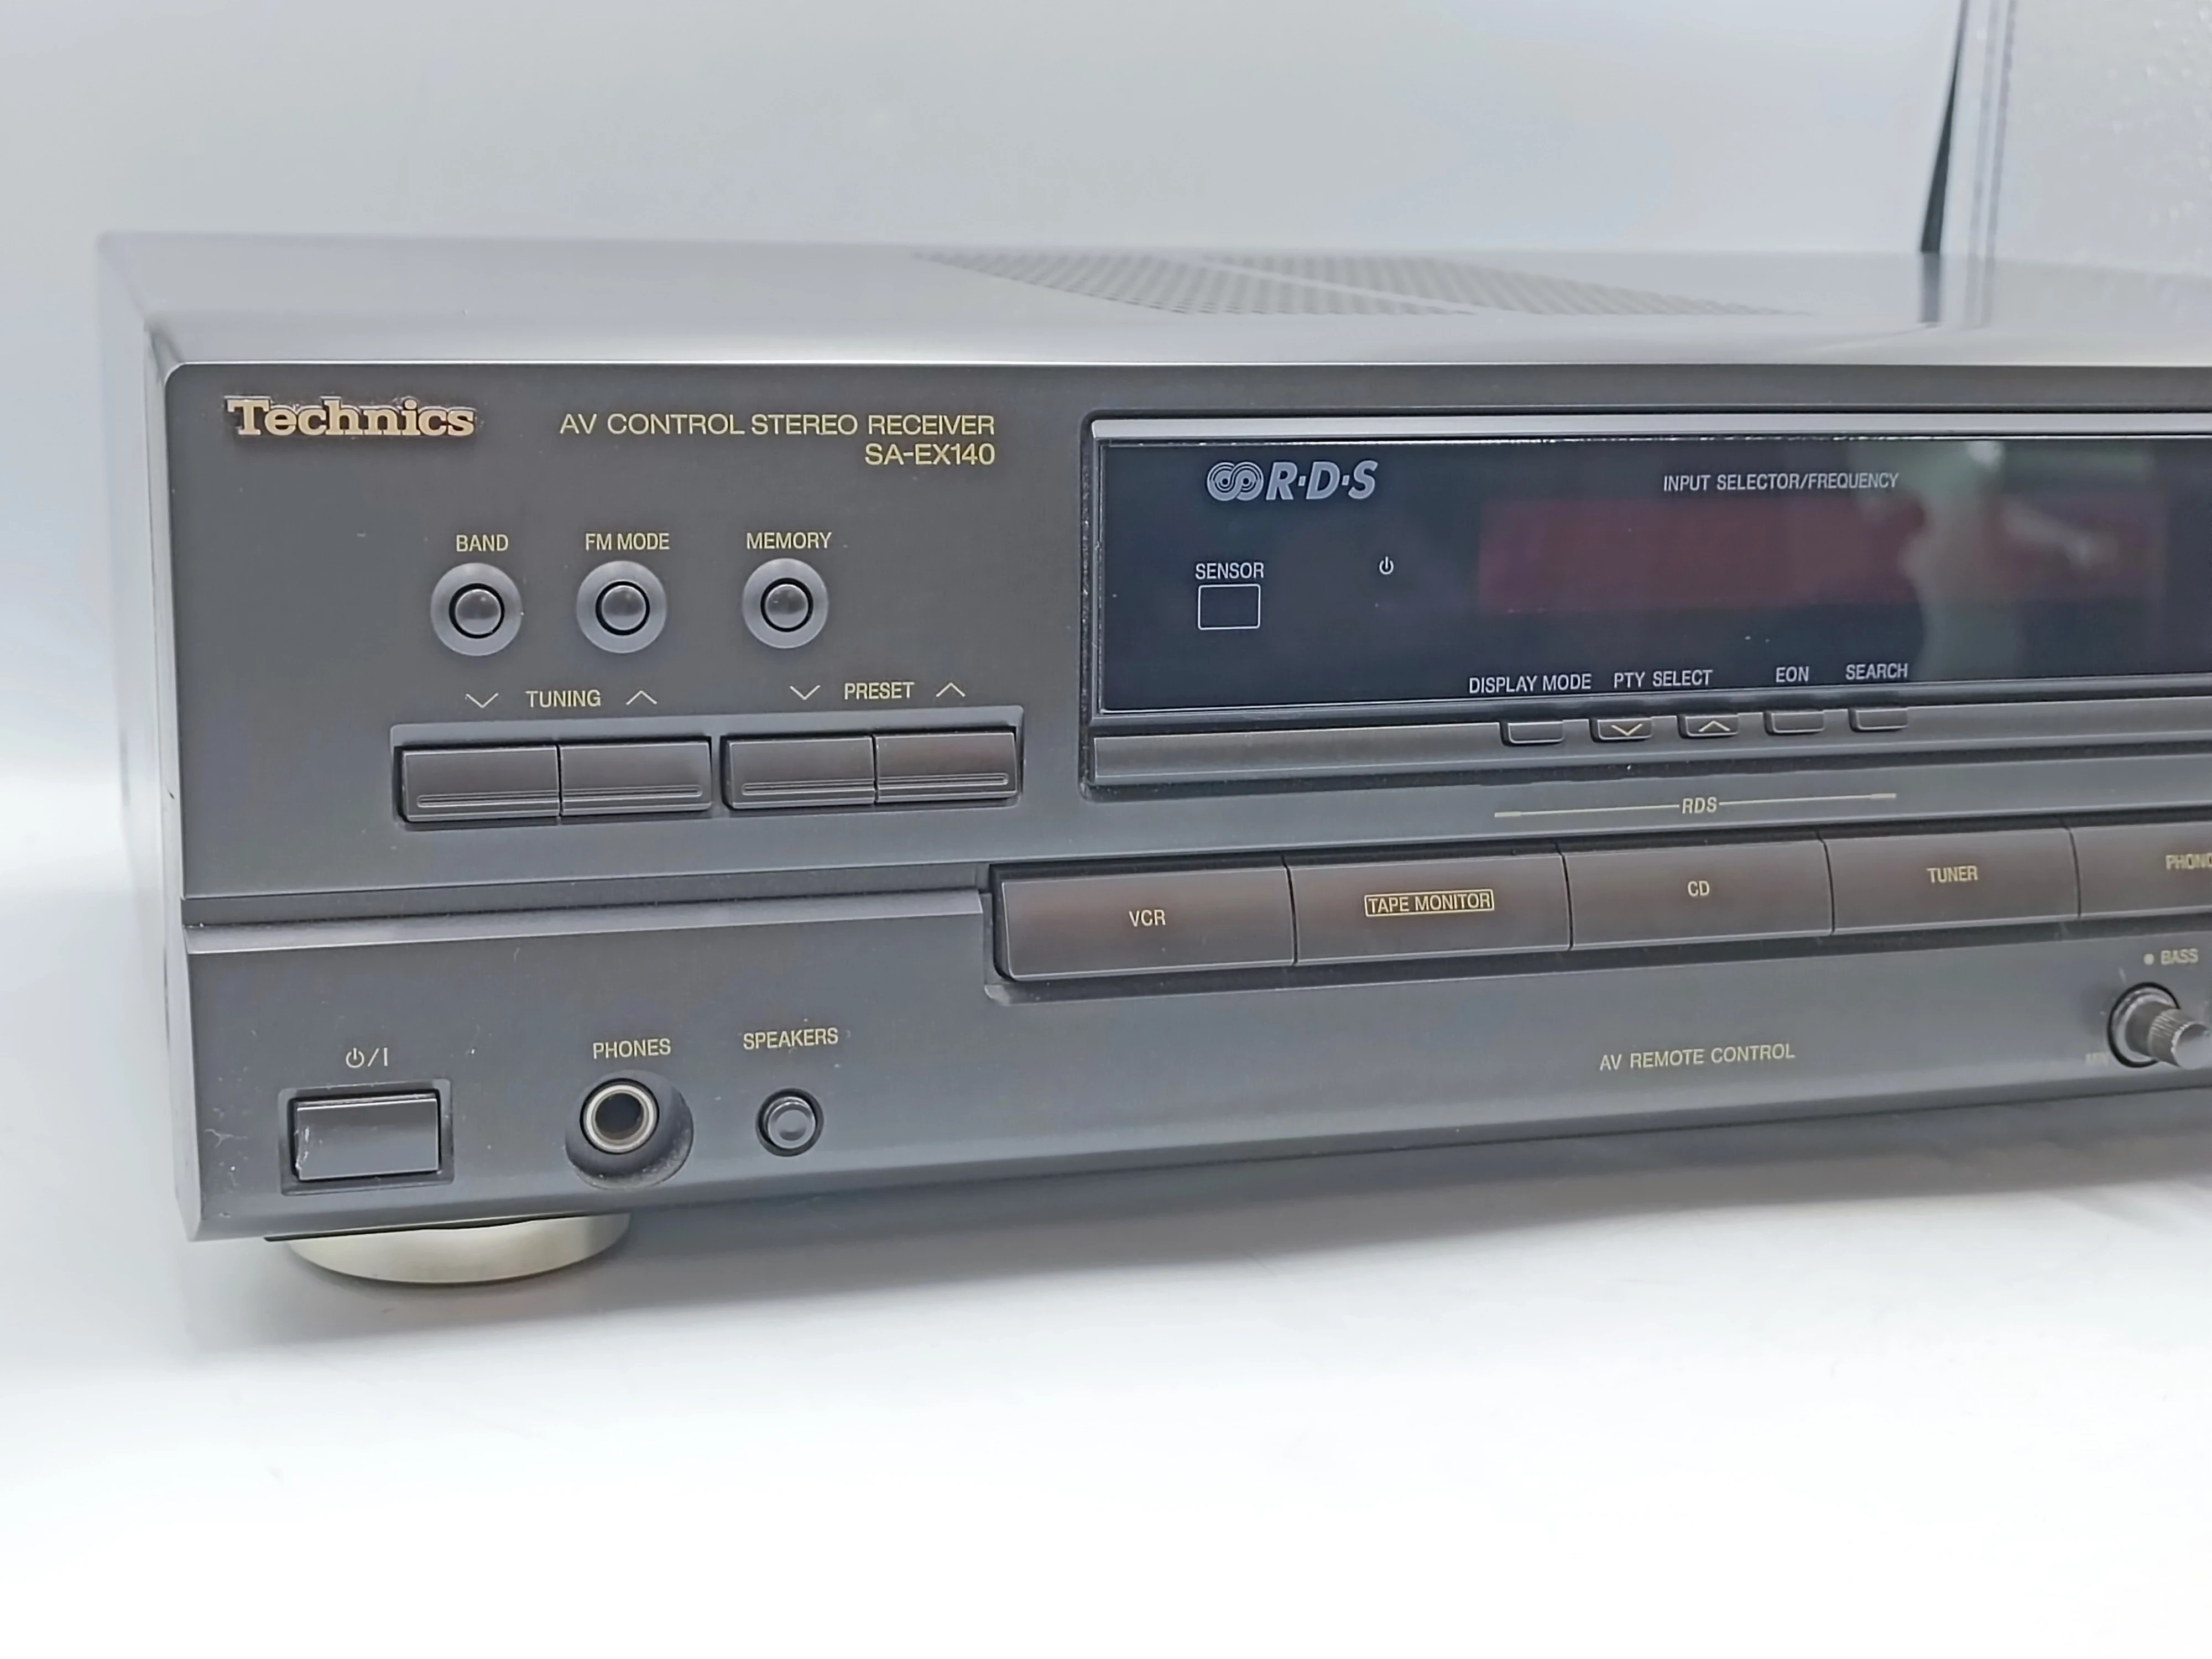 Technics
AV CONTROL STEREO RECEIVER
SA-EX140
R·D·S
INPUT SELECTOR/FREQUENCY
BAND
FM MODE
MEMORY
SENSOR
TUNING
PRESET
DISPLAY MODE
PTY SELECT
EON
SEARCH
RDS
VCR
TAPE MONITOR
CD
TUNER
BASS
⏻/I
PHONES
SPEAKERS
AV REMOTE CONTROL